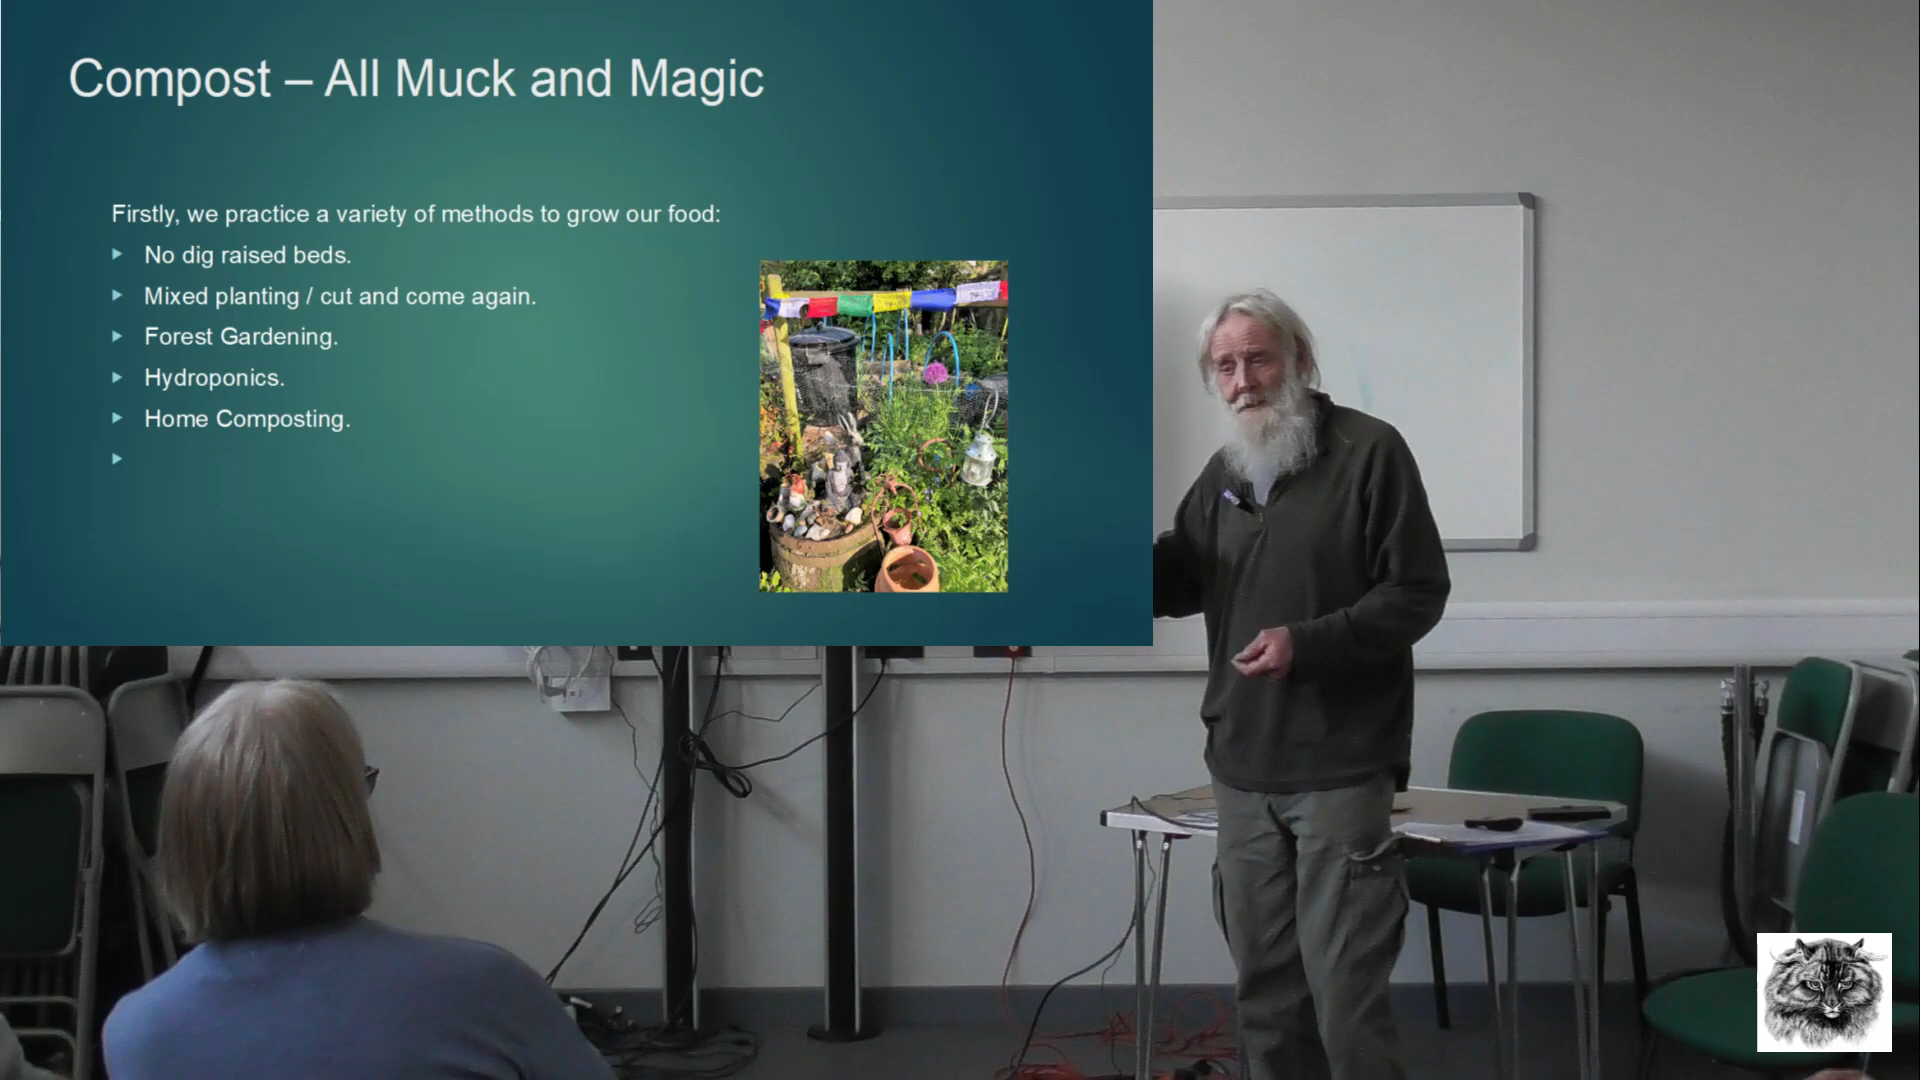 Compost – All Muck and Magic
Firstly, we practice a variety of methods to grow our food:
No dig raised beds.
Mixed planting / cut and come again.
Forest Gardening.
Hydroponics.
Home Composting.